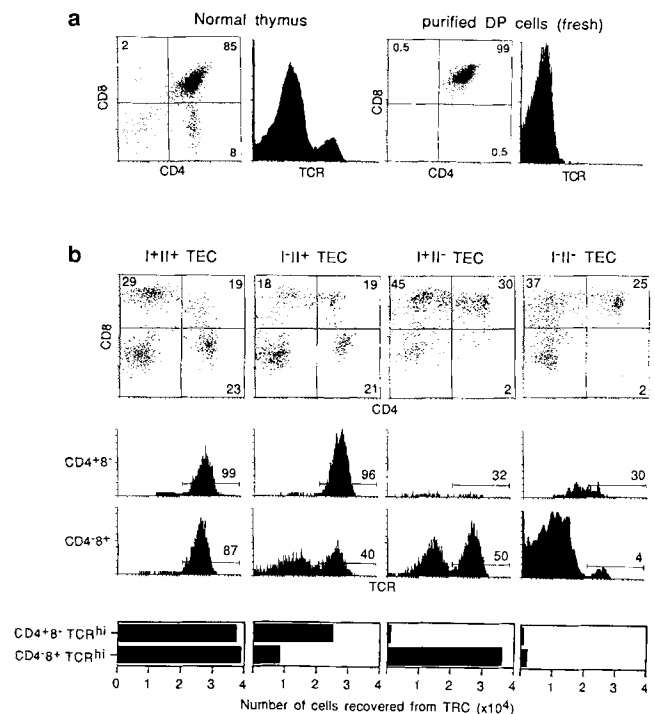 a
Normal thymus
purified DP cells (fresh)
2
85
8
CD8
CD4
TCR
0.5
99
0.5
CD8
CD4
TCR
b
I+II+ TEC
I-II+ TEC
I+II- TEC
I-II- TEC
29
19
23
18
19
21
45
30
2
37
25
2
CD8
CD4
CD4+8-
99
96
32
30
CD4-8+
87
40
50
4
TCR
CD4+8- TCRhi
CD4-8+ TCRhi
0 1 2 3 4 0 1 2 3 4 0 1 2 3 4 0 1 2 3 4
Number of cells recovered from TRC (x10⁴)